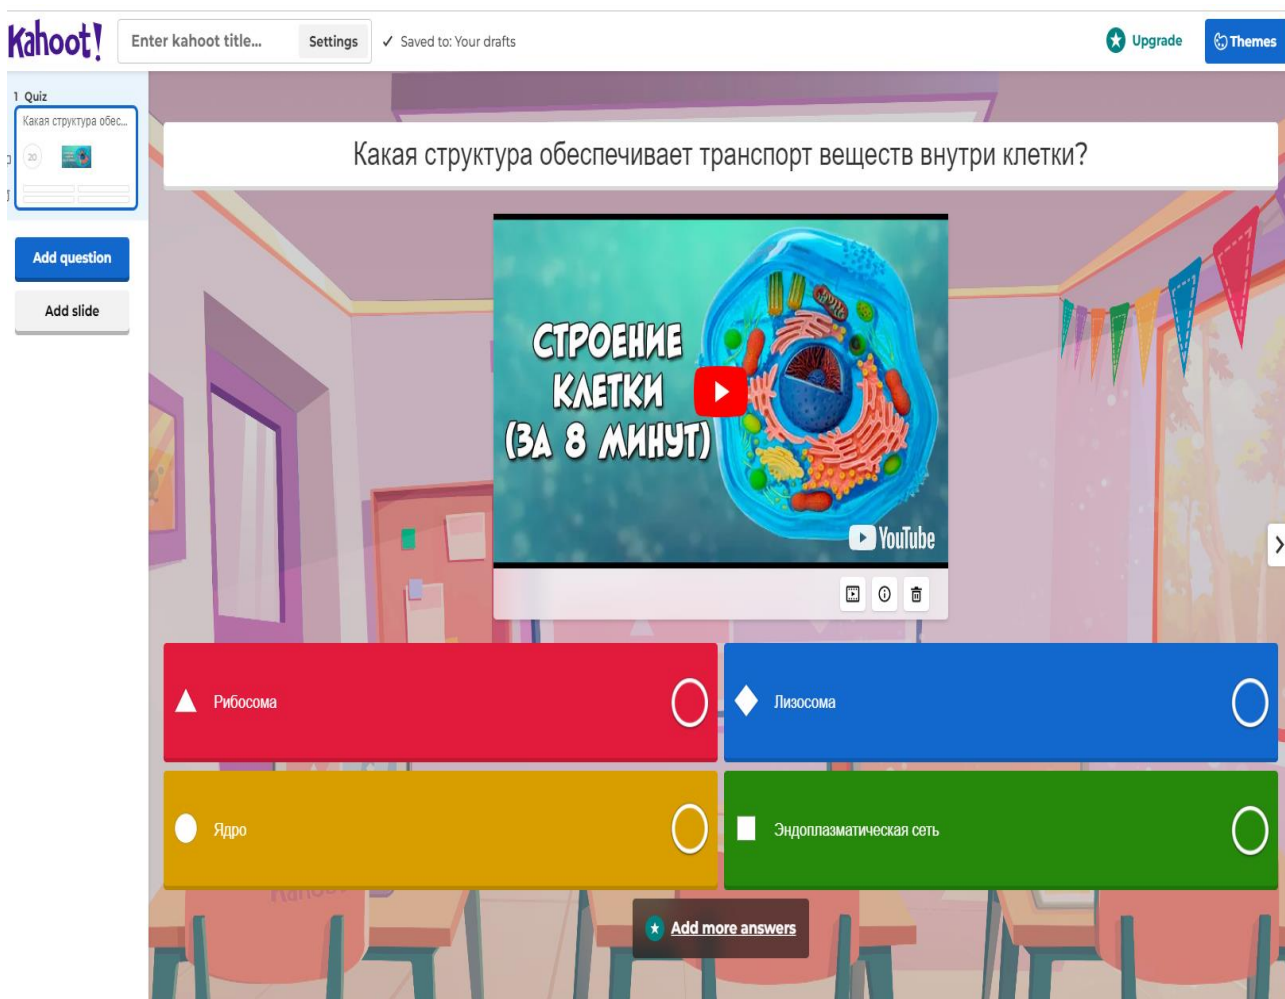 Kahoot!
Enter kahoot title...
Settings
✓ Saved to: Your drafts
Upgrade
Themes
1 Quiz
Какая структура обес...
20
Add question
Add slide
Какая структура обеспечивает транспорт веществ внутри клетки?
СТРОЕНИЕ
КЛЕТКИ
(ЗА 8 МИНУТ)
YouTube
Рибосома
Лизосома
Ядро
Эндоплазматическая сеть
Add more answers